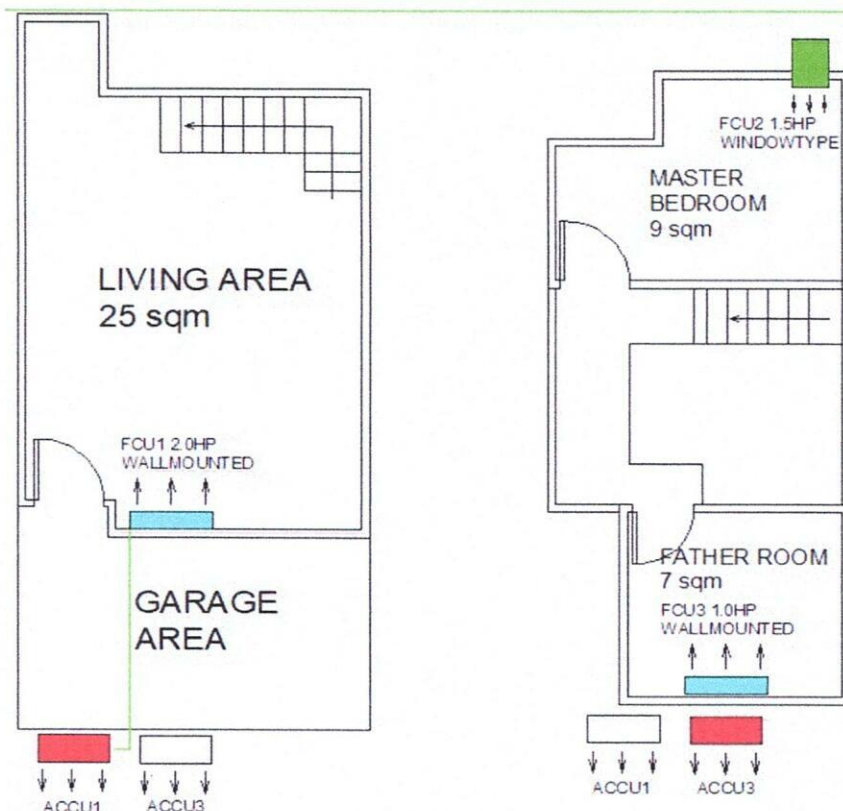 LIVING AREA
25 sqm
FCU1 2.0HP
WALLMOUNTED
GARAGE
AREA
ACCU1
ACCU3
FCU2 1.5HP
WINDOWTYPE
MASTER
BEDROOM
9 sqm
FATHER ROOM
7 sqm
FCU3 1.0HP
WALLMOUNTED
ACCU1
ACCU3